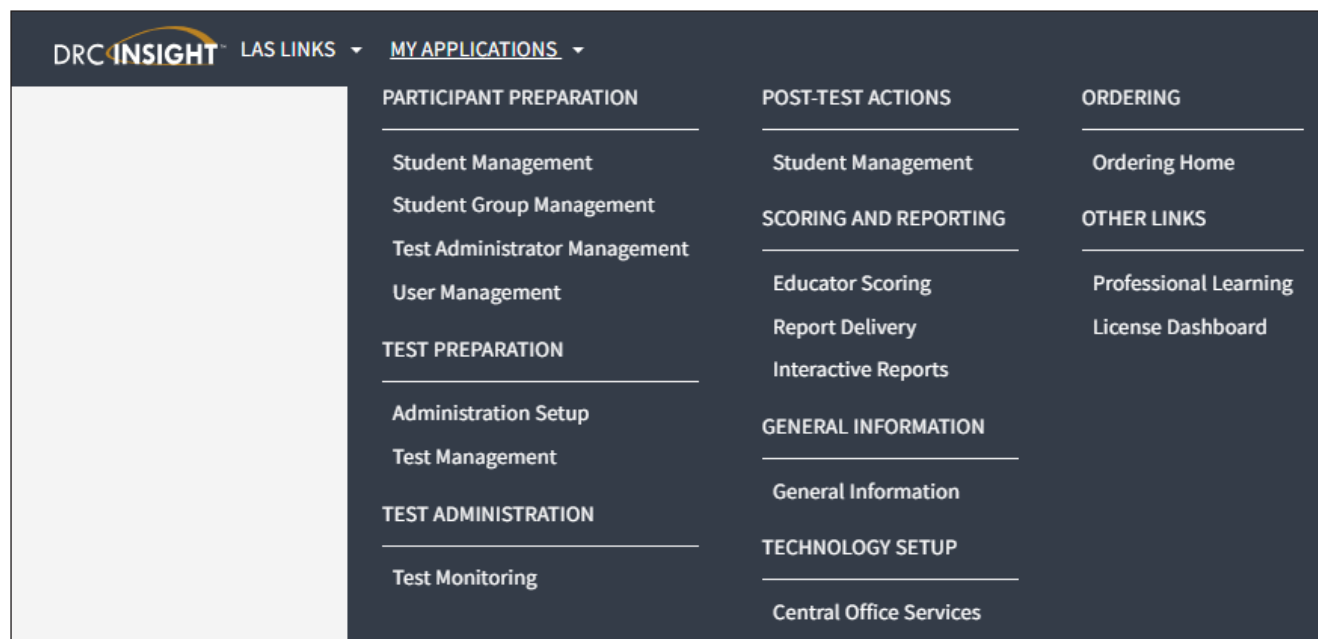 DRC INSIGHT™ LAS LINKS MY APPLICATIONS
PARTICIPANT PREPARATION
Student Management
Student Group Management
Test Administrator Management
User Management
TEST PREPARATION
Administration Setup
Test Management
TEST ADMINISTRATION
Test Monitoring
POST-TEST ACTIONS
Student Management
SCORING AND REPORTING
Educator Scoring
Report Delivery
Interactive Reports
GENERAL INFORMATION
General Information
TECHNOLOGY SETUP
Central Office Services
ORDERING
Ordering Home
OTHER LINKS
Professional Learning
License Dashboard